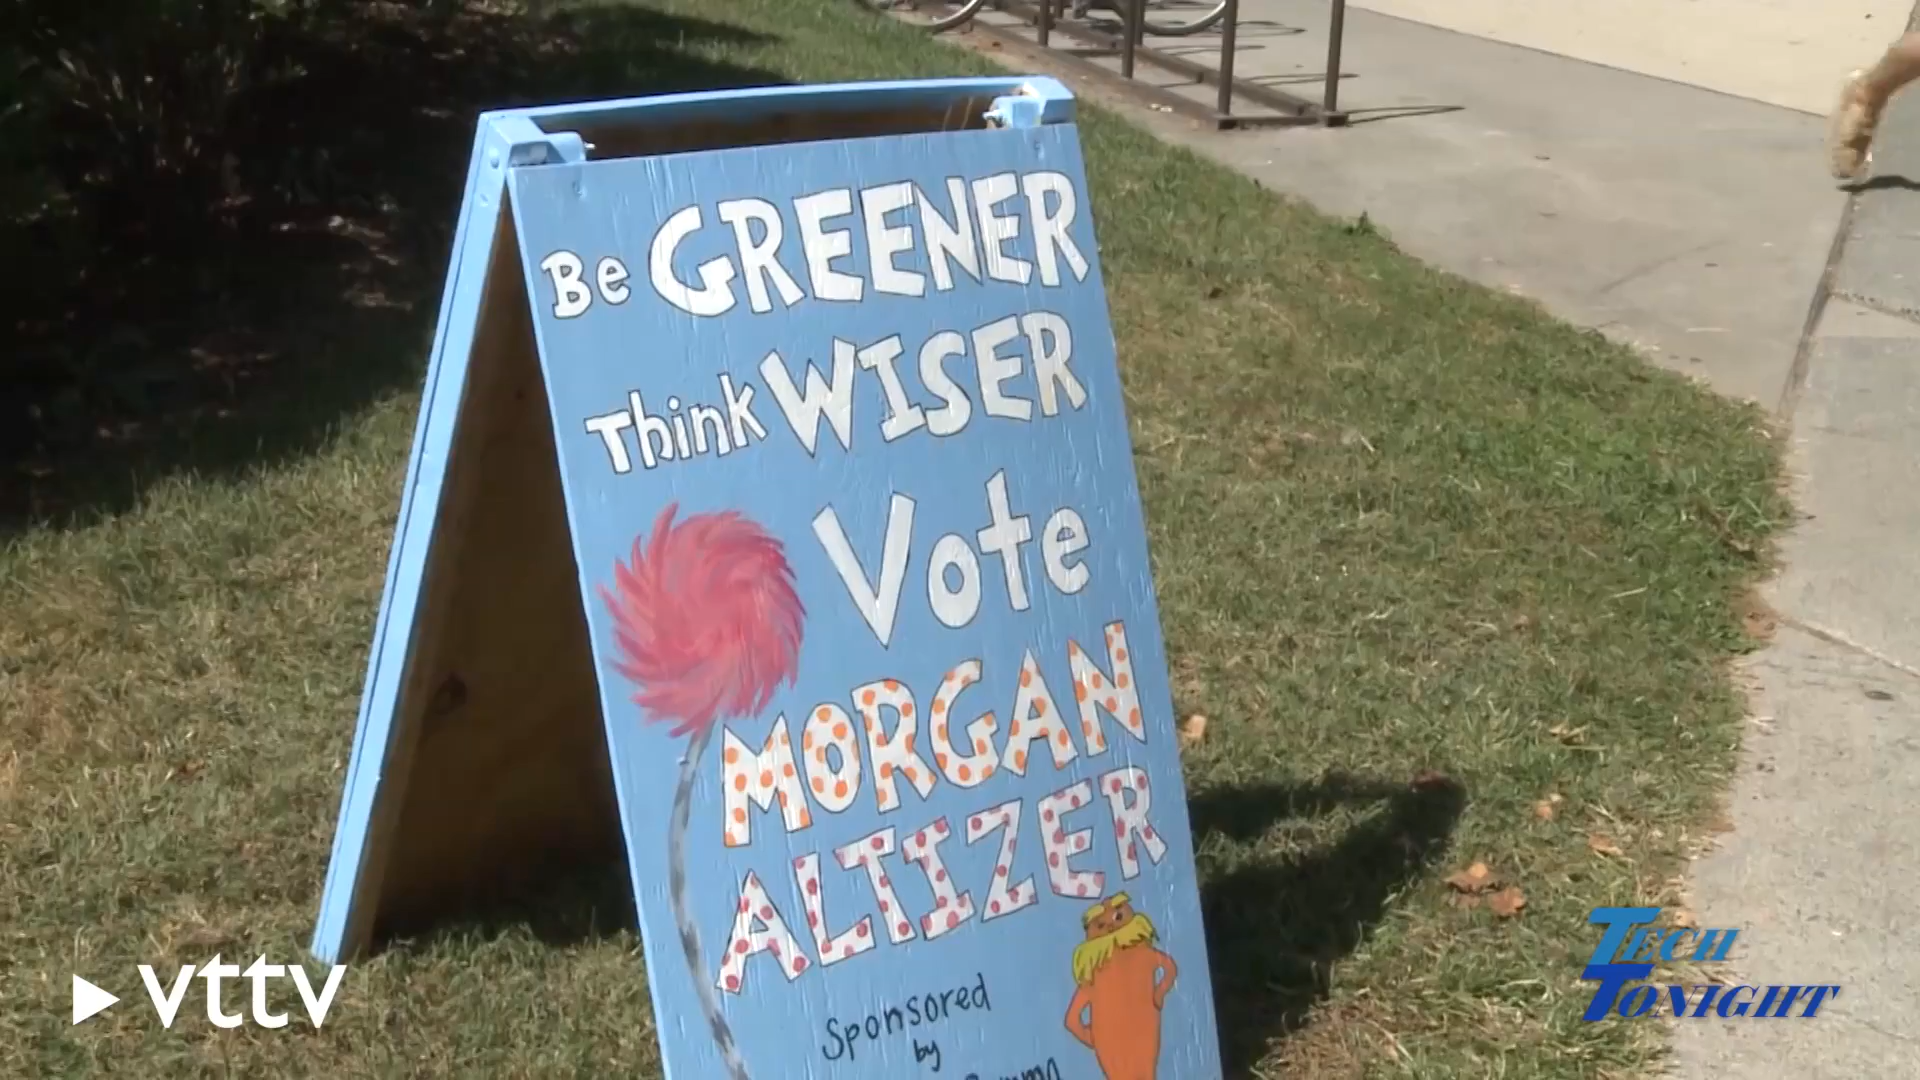 Be GREENER
Think WISER
Vote
MORGAN
ALTIZER
Sponsored
by
vttv
TECH
TONIGHT